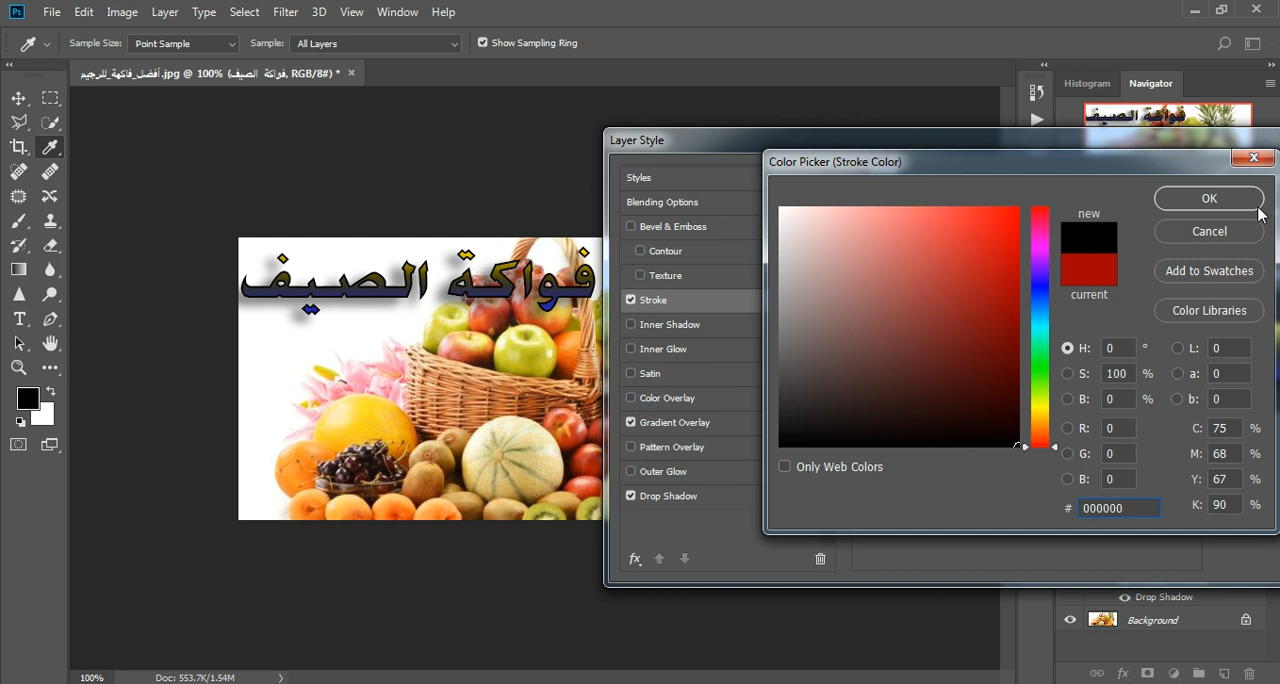 Ps File Edit Image Layer Type Select Filter 3D View Window Help
Sample Size: Point Sample Sample: All Layers Show Sampling Ring
أفضل_فاكهة_للرجيم.jpg @ 100% (فواكة الصيف, RGB/8#) *
Histogram Navigator
فواكة الصيف
Layer Style
Styles
Blending Options
Bevel & Emboss
Contour
Texture
Stroke
Inner Shadow
Inner Glow
Satin
Color Overlay
Gradient Overlay
Pattern Overlay
Outer Glow
Drop Shadow
fx
Color Picker (Stroke Color)
new
current
OK
Cancel
Add to Swatches
Color Libraries
H: 0 ° L: 0
S: 100 % a: 0
B: 0 % b: 0
R: 0 C: 75 %
G: 0 M: 68 %
B: 0 Y: 67 %
# 000000 K: 90 %
Only Web Colors
فواكة الصيف
Drop Shadow
Background
fx
100% Doc: 553.7K/1.54M